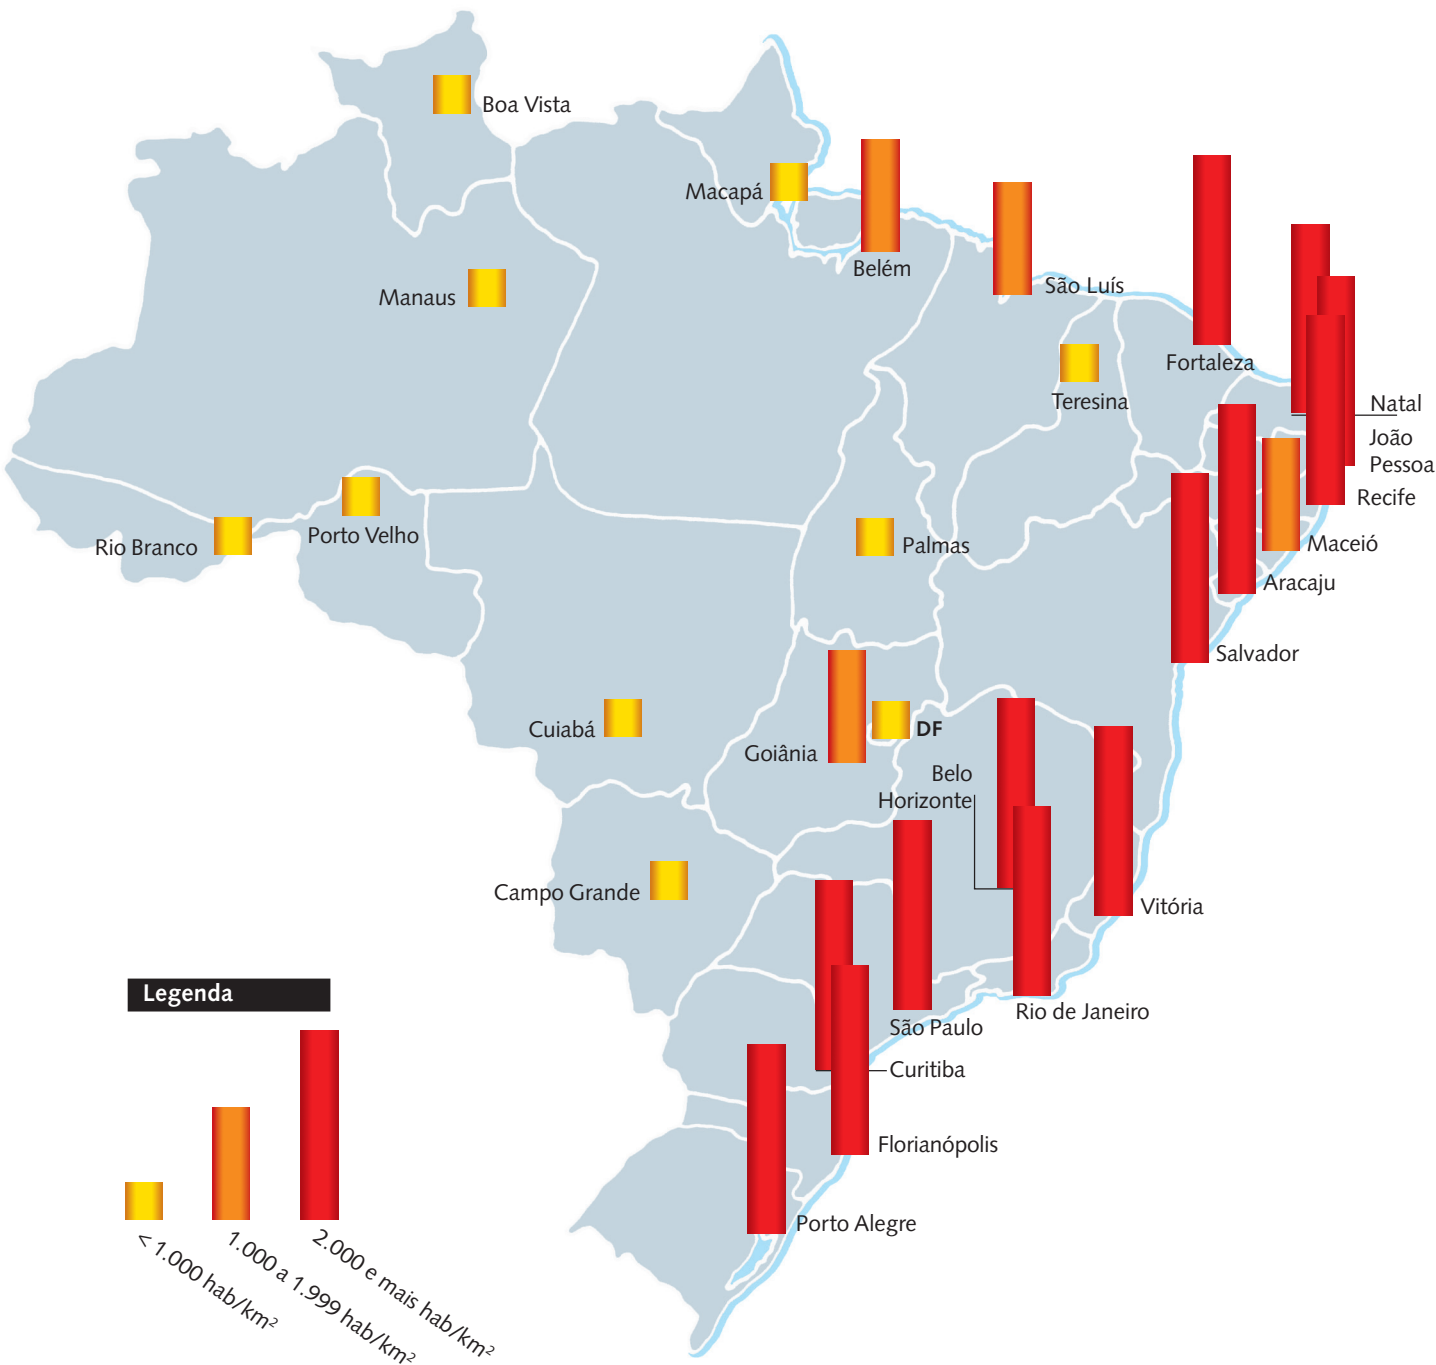 Boa Vista
Macapá
Belém
Manaus
São Luís
Fortaleza
Teresina
Natal
João
Pessoa
Recife
Porto Velho
Rio Branco
Palmas
Maceió
Aracaju
Salvador
Cuiabá
DF
Goiânia
Belo
Horizonte
Campo Grande
Vitória
Legenda
Rio de Janeiro
São Paulo
Curitiba
Florianópolis
Porto Alegre
< 1.000 hab/km²
1.000 a 1.999 hab/km²
2.000 e mais hab/km²